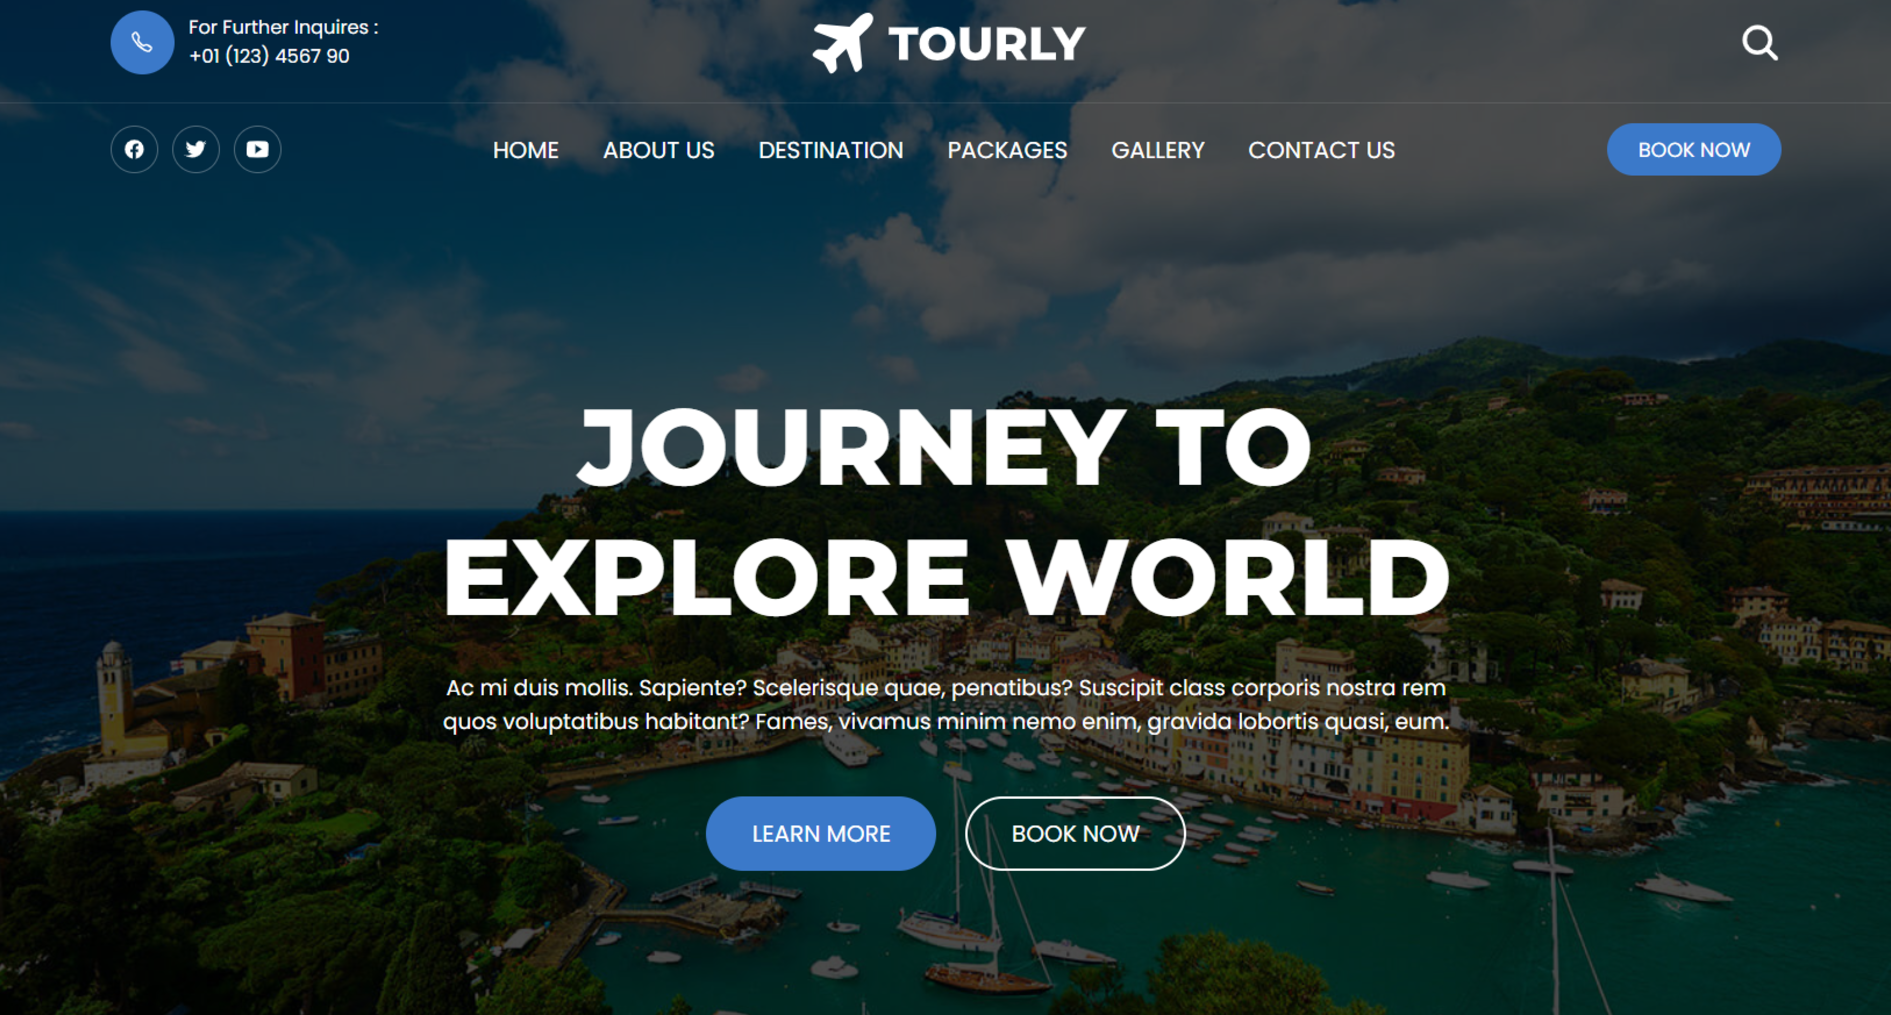 For Further Inquires :
+01 (123) 4567 90
TOURLY
HOME ABOUT US DESTINATION PACKAGES GALLERY CONTACT US
BOOK NOW
JOURNEY TO
EXPLORE WORLD
Ac mi duis mollis. Sapiente? Scelerisque quae, penatibus? Suscipit class corporis nostra rem
quos voluptatibus habitant? Fames, vivamus minim nemo enim, gravida lobortis quasi, eum.
LEARN MORE
BOOK NOW